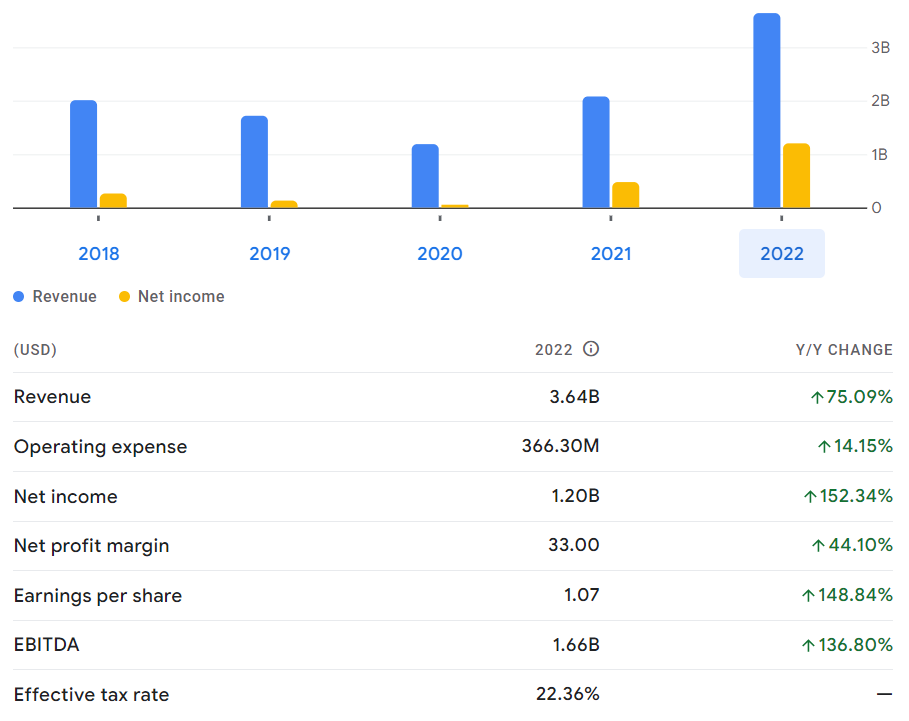 3B
2B
1B
0
2018 2019 2020 2021 2022
Revenue Net income
(USD) 2022 Y/Y CHANGE
Revenue 3.64B ↑75.09%
Operating expense 366.30M ↑14.15%
Net income 1.20B ↑152.34%
Net profit margin 33.00 ↑44.10%
Earnings per share 1.07 ↑148.84%
EBITDA 1.66B ↑136.80%
Effective tax rate 22.36% —